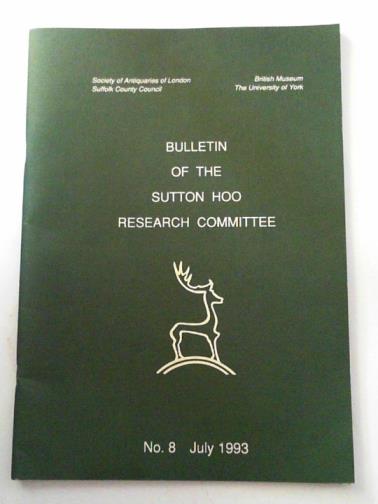 Society of Antiquaries of London
Suffolk County Council
British Museum
The University of York
BULLETIN
OF THE
SUTTON HOO
RESEARCH COMMITTEE
No. 8 July 1993